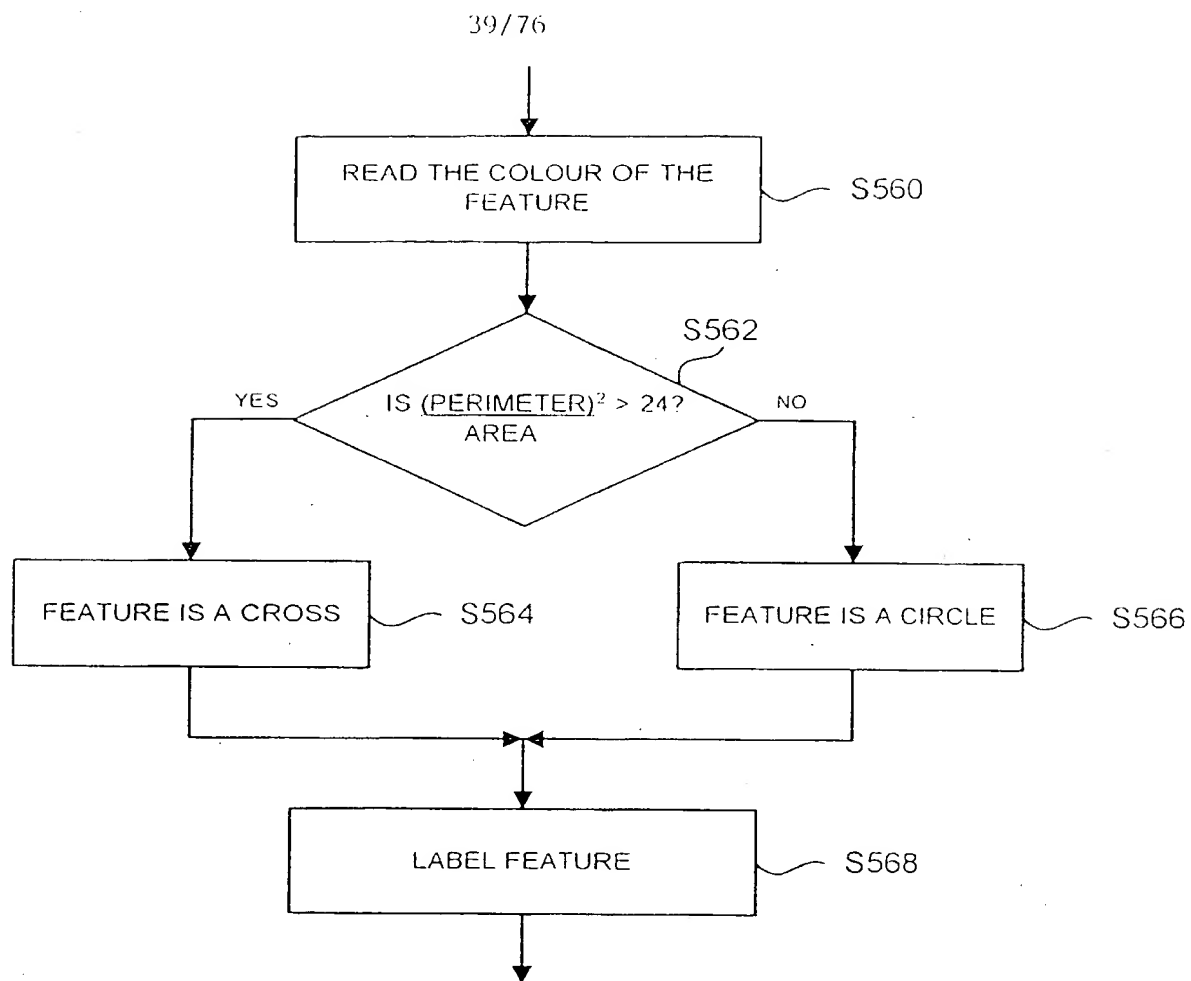 39/76
READ THE COLOUR OF THE
FEATURE
S560
S562
YES
IS (PERIMETER)² > 24?
AREA
NO
FEATURE IS A CROSS
S564
FEATURE IS A CIRCLE
S566
LABEL FEATURE
S568